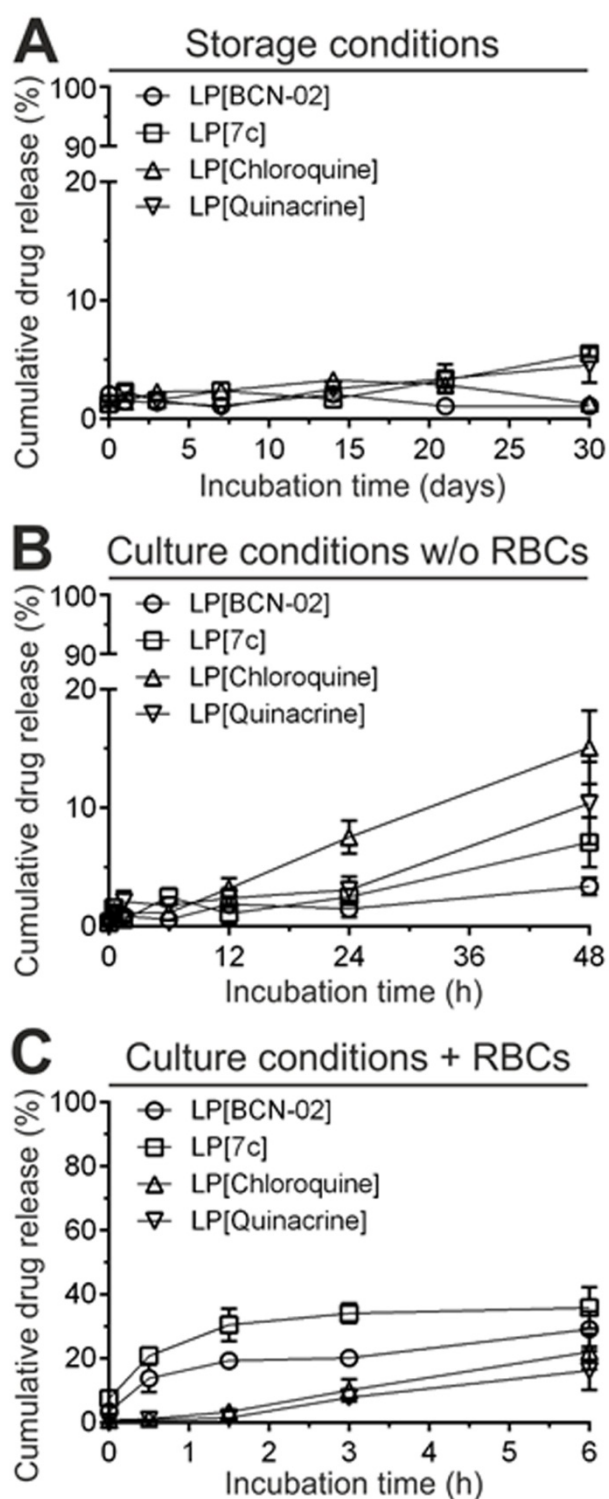 A Storage conditions
Cumulative drug release (%)
100
90
20
10
0
LP[BCN-02]
LP[7c]
LP[Chloroquine]
LP[Quinacrine]
0 5 10 15 20 25 30
Incubation time (days)
B Culture conditions w/o RBCs
Cumulative drug release (%)
100
90
20
10
0
LP[BCN-02]
LP[7c]
LP[Chloroquine]
LP[Quinacrine]
0 12 24 36 48
Incubation time (h)
C Culture conditions + RBCs
Cumulative drug release (%)
100
80
60
40
20
0
LP[BCN-02]
LP[7c]
LP[Chloroquine]
LP[Quinacrine]
0 1 2 3 4 5 6
Incubation time (h)